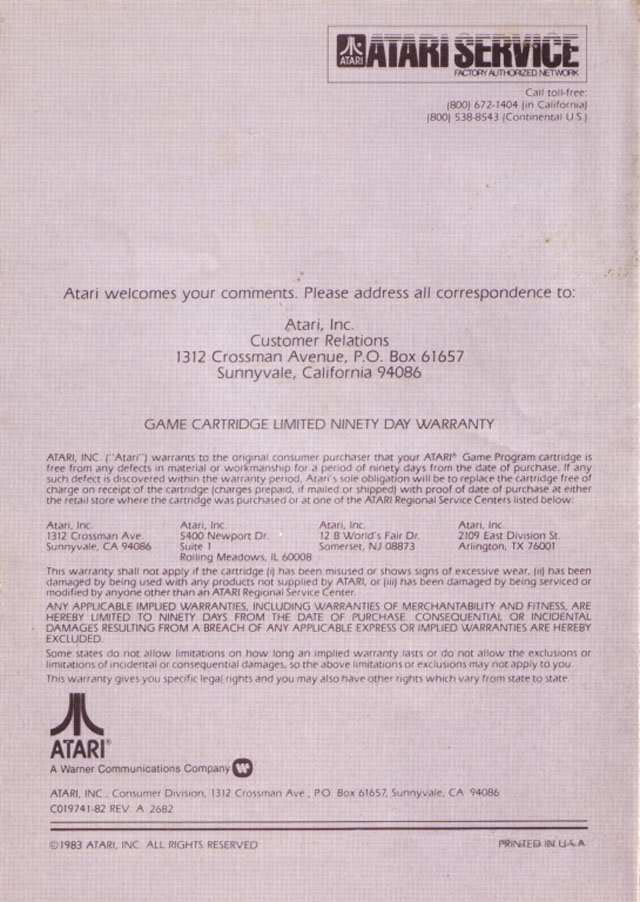 ATARI ATARI SERVICE
FACTORY AUTHORIZED NETWORK
Call toll-free:
(800) 672-1404 (in California)
(800) 538-8543 (Continental U.S.)
Atari welcomes your comments. Please address all correspondence to:
Atari, Inc.
Customer Relations
1312 Crossman Avenue, P.O. Box 61657
Sunnyvale, California 94086
GAME CARTRIDGE LIMITED NINETY DAY WARRANTY
ATARI, INC. ("Atari") warrants to the original consumer purchaser that your ATARI® Game Program cartridge is
free from any defects in material or workmanship for a period of ninety days from the date of purchase. If any
such defect is discovered within the warranty period, Atari's sole obligation will be to replace the cartridge free of
charge on receipt of the cartridge (charges prepaid, if mailed or shipped) with proof of date of purchase at either
the retail store where the cartridge was purchased or at one of the ATARI Regional Service Centers listed below:
Atari, Inc.
1312 Crossman Ave.
Sunnyvale, CA 94086
Atari, Inc.
5400 Newport Dr.
Suite 1
Rolling Meadows, IL 60008
Atari, Inc.
12 B World's Fair Dr.
Somerset, NJ 08873
Atari, Inc.
2109 East Division St.
Arlington, TX 76001
This warranty shall not apply if the cartridge (i) has been misused or shows signs of excessive wear, (ii) has been
damaged by being used with any products not supplied by ATARI, or (iii) has been damaged by being serviced or
modified by anyone other than an ATARI Regional Service Center.
ANY APPLICABLE IMPLIED WARRANTIES, INCLUDING WARRANTIES OF MERCHANTABILITY AND FITNESS, ARE
HEREBY LIMITED TO NINETY DAYS FROM THE DATE OF PURCHASE. CONSEQUENTIAL OR INCIDENTAL
DAMAGES RESULTING FROM A BREACH OF ANY APPLICABLE EXPRESS OR IMPLIED WARRANTIES ARE HEREBY
EXCLUDED.
Some states do not allow limitations on how long an implied warranty lasts or do not allow the exclusions or
limitations of incidental or consequential damages, so the above limitations or exclusions may not apply to you.
This warranty gives you specific legal rights and you may also have other rights which vary from state to state.
ATARI®
A Warner Communications Company
ATARI, INC., Consumer Division, 1312 Crossman Ave., P.O. Box 61657, Sunnyvale, CA 94086
C019741-82 REV. A 2682
©1983 ATARI, INC. ALL RIGHTS RESERVED
PRINTED IN U.S.A.